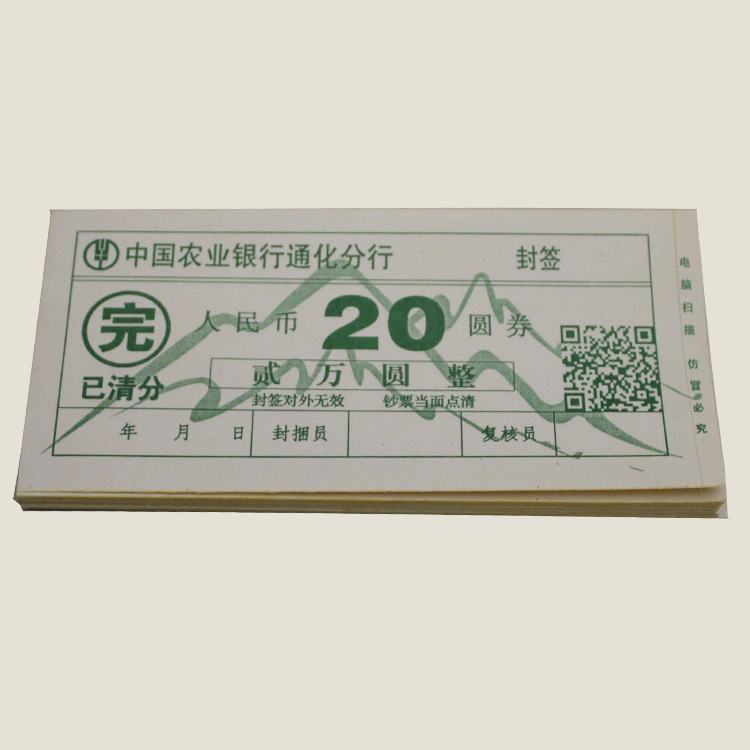 中国农业银行通化分行 封签
完 人民币 20 圆券
已清分 贰万圆整
封签对外无效 钞票当面点清
年 月 日 封捆员 复核员
电脑扫描 仿冒必究